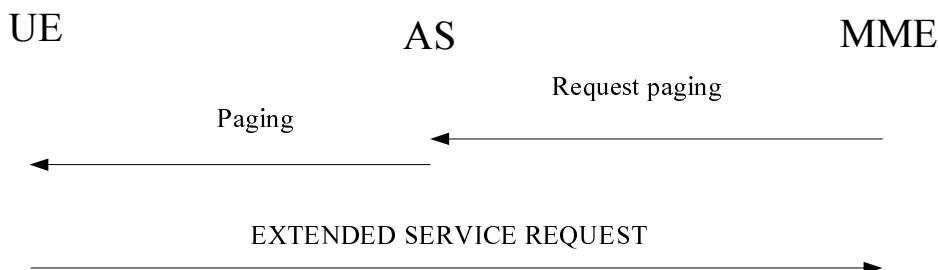 UE
AS
MME
Request paging
Paging
EXTENDED SERVICE REQUEST